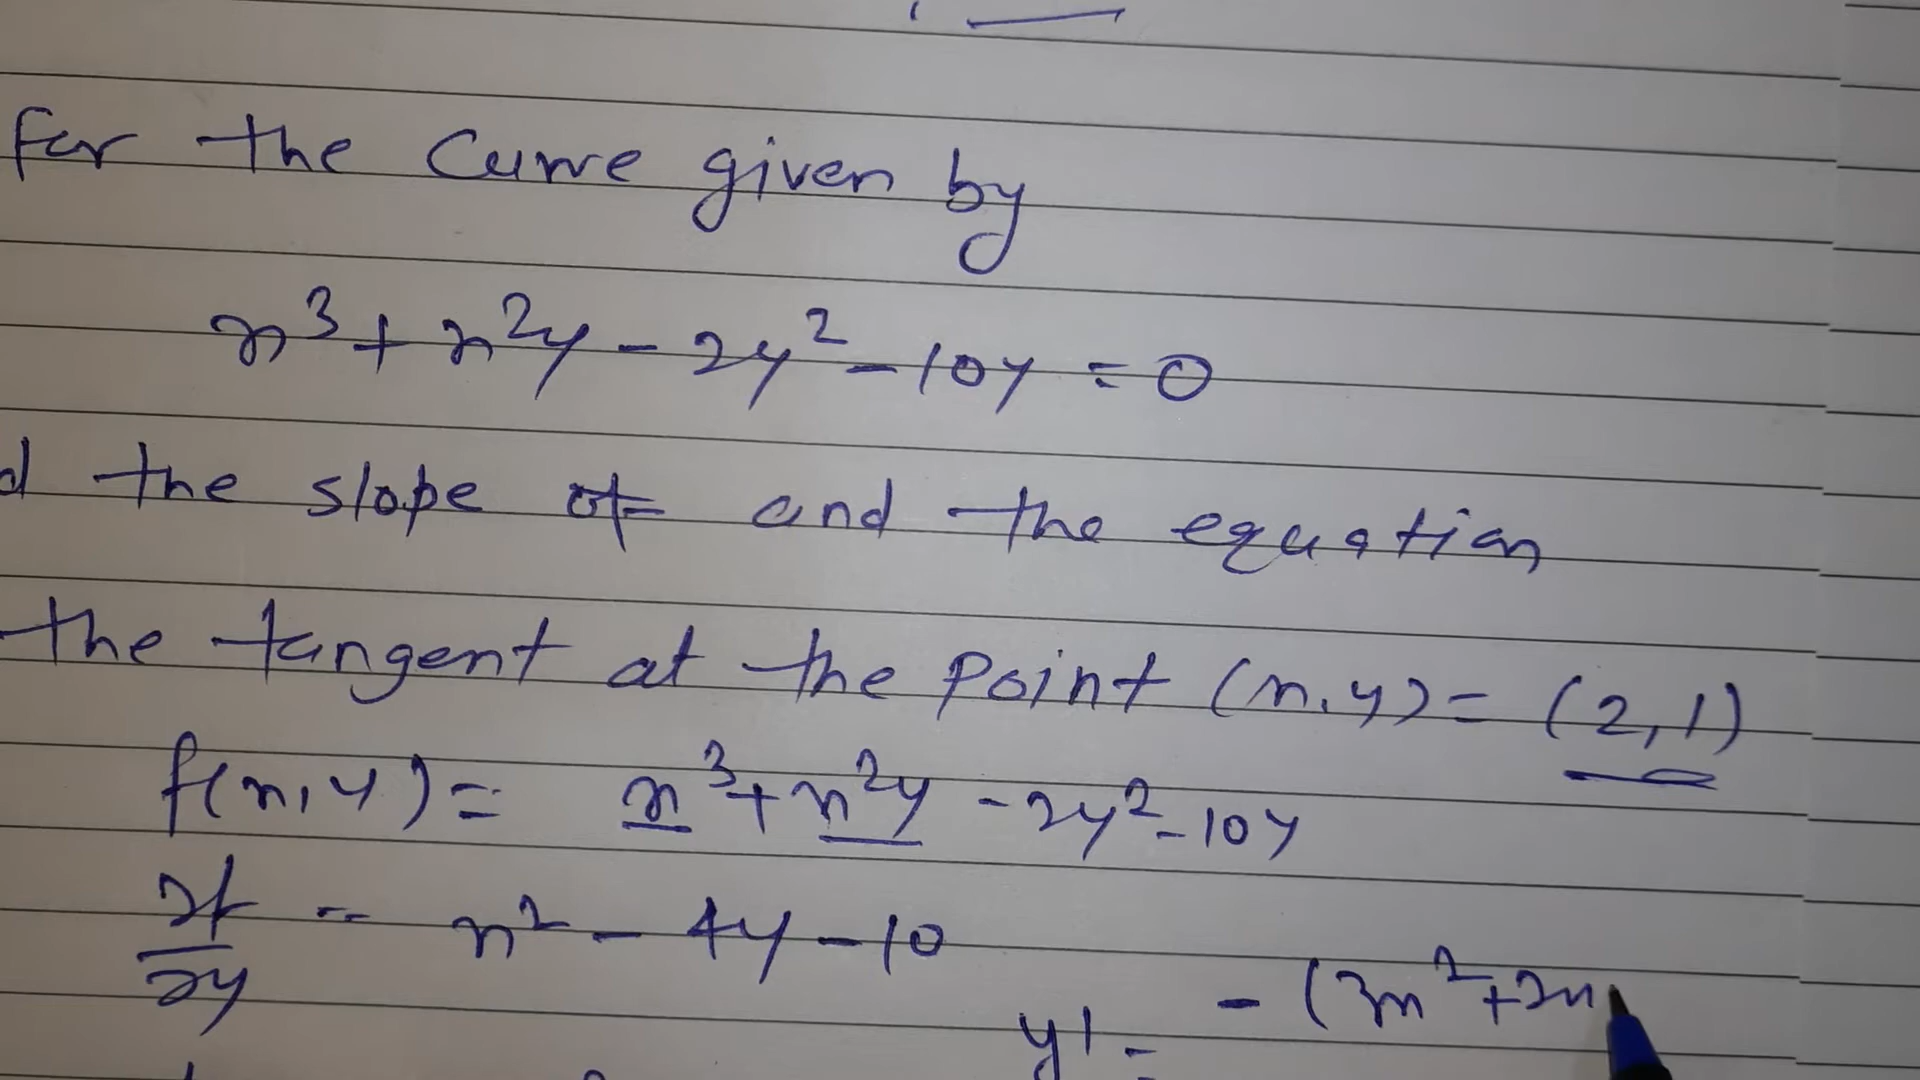 for the curve given by
x³ + x²y - 2y² - 10y = 0
d the slope of and the equation
the tangent at the point (x, y) = (2, 1)
f(x, y) = x³ + x²y - 2y² - 10y
∂f/∂y = x² - 4y - 10
y' = - (3x² + 2x